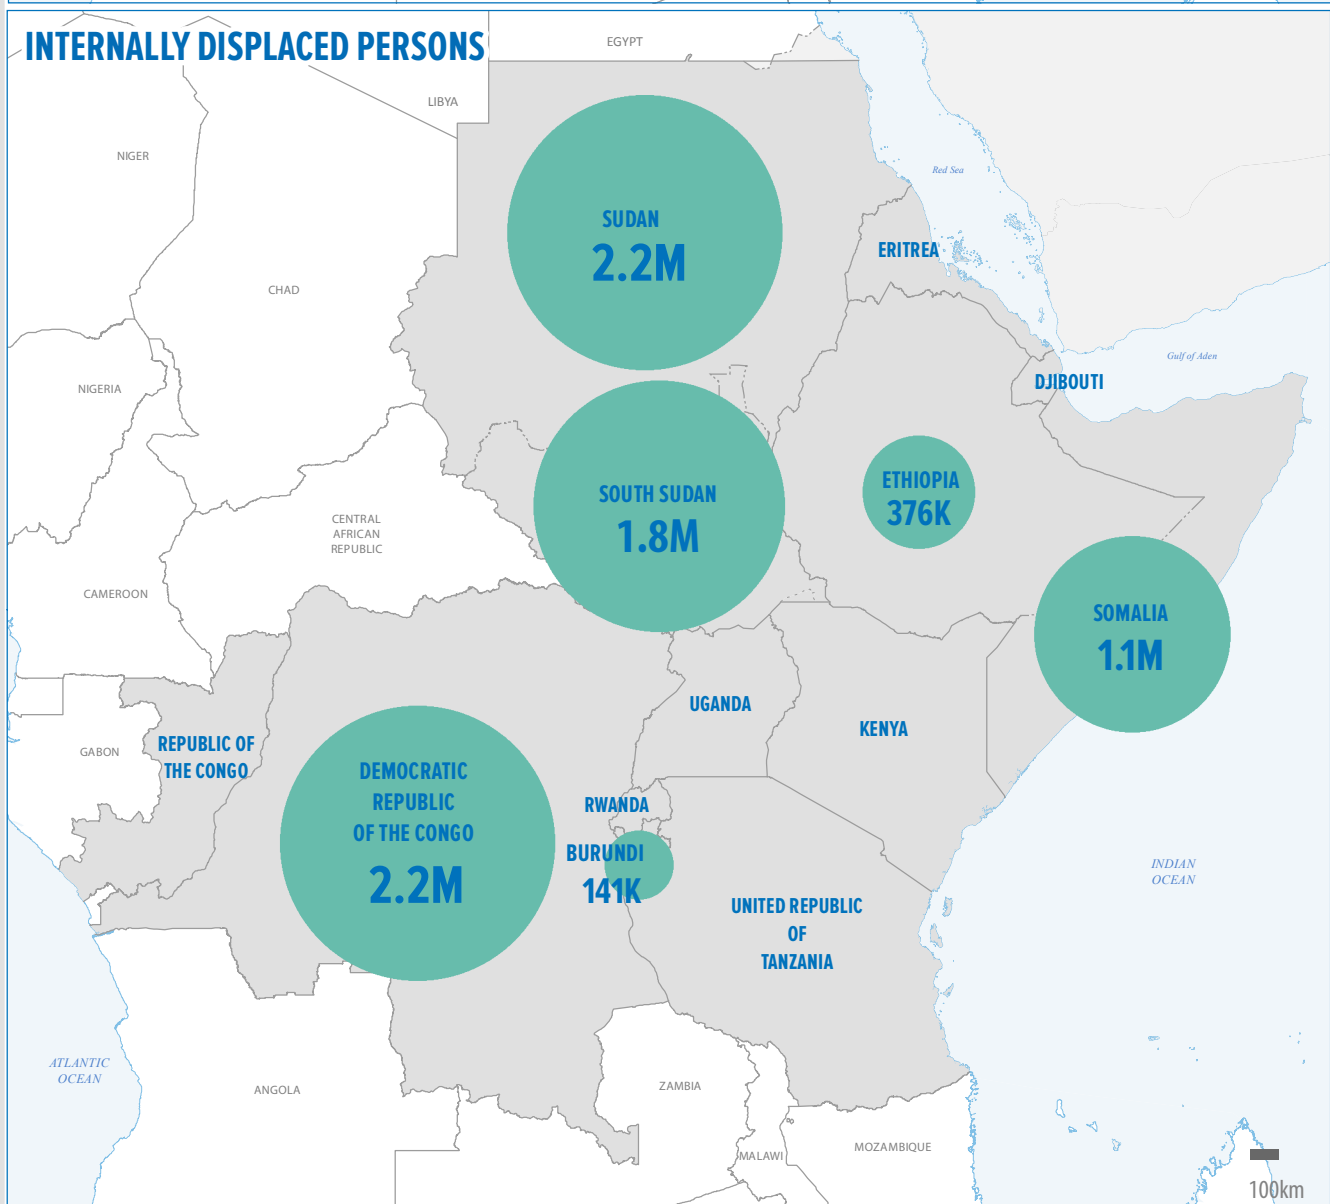 INTERNALLY DISPLACED PERSONS
EGYPT
LIBYA
NIGER
Red Sea
SUDAN
2.2M
ERITREA
CHAD
Gulf of Aden
DJIBOUTI
NIGERIA
ETHIOPIA
376K
SOUTH SUDAN
1.8M
CENTRAL
AFRICAN
REPUBLIC
CAMEROON
SOMALIA
1.1M
UGANDA
KENYA
GABON
REPUBLIC OF
THE CONGO
DEMOCRATIC
REPUBLIC
OF THE CONGO
2.2M
RWANDA
BURUNDI
141K
INDIAN
OCEAN
UNITED REPUBLIC
OF
TANZANIA
ATLANTIC
OCEAN
ANGOLA
ZAMBIA
MALAWI
MOZAMBIQUE
100km